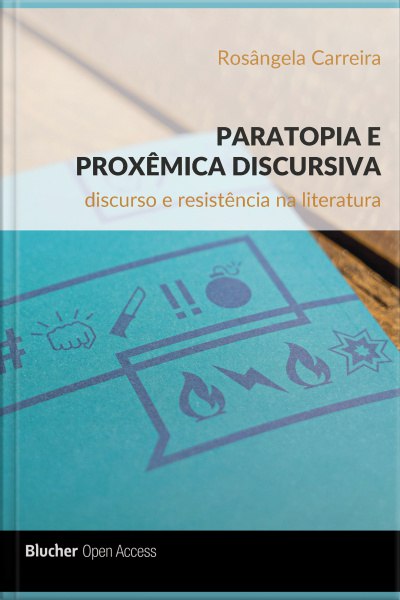 Rosângela Carreira
PARATOPIA E
PROXÊMICA DISCURSIVA
discurso e resistência na literatura
#
!!
Blucher Open Access